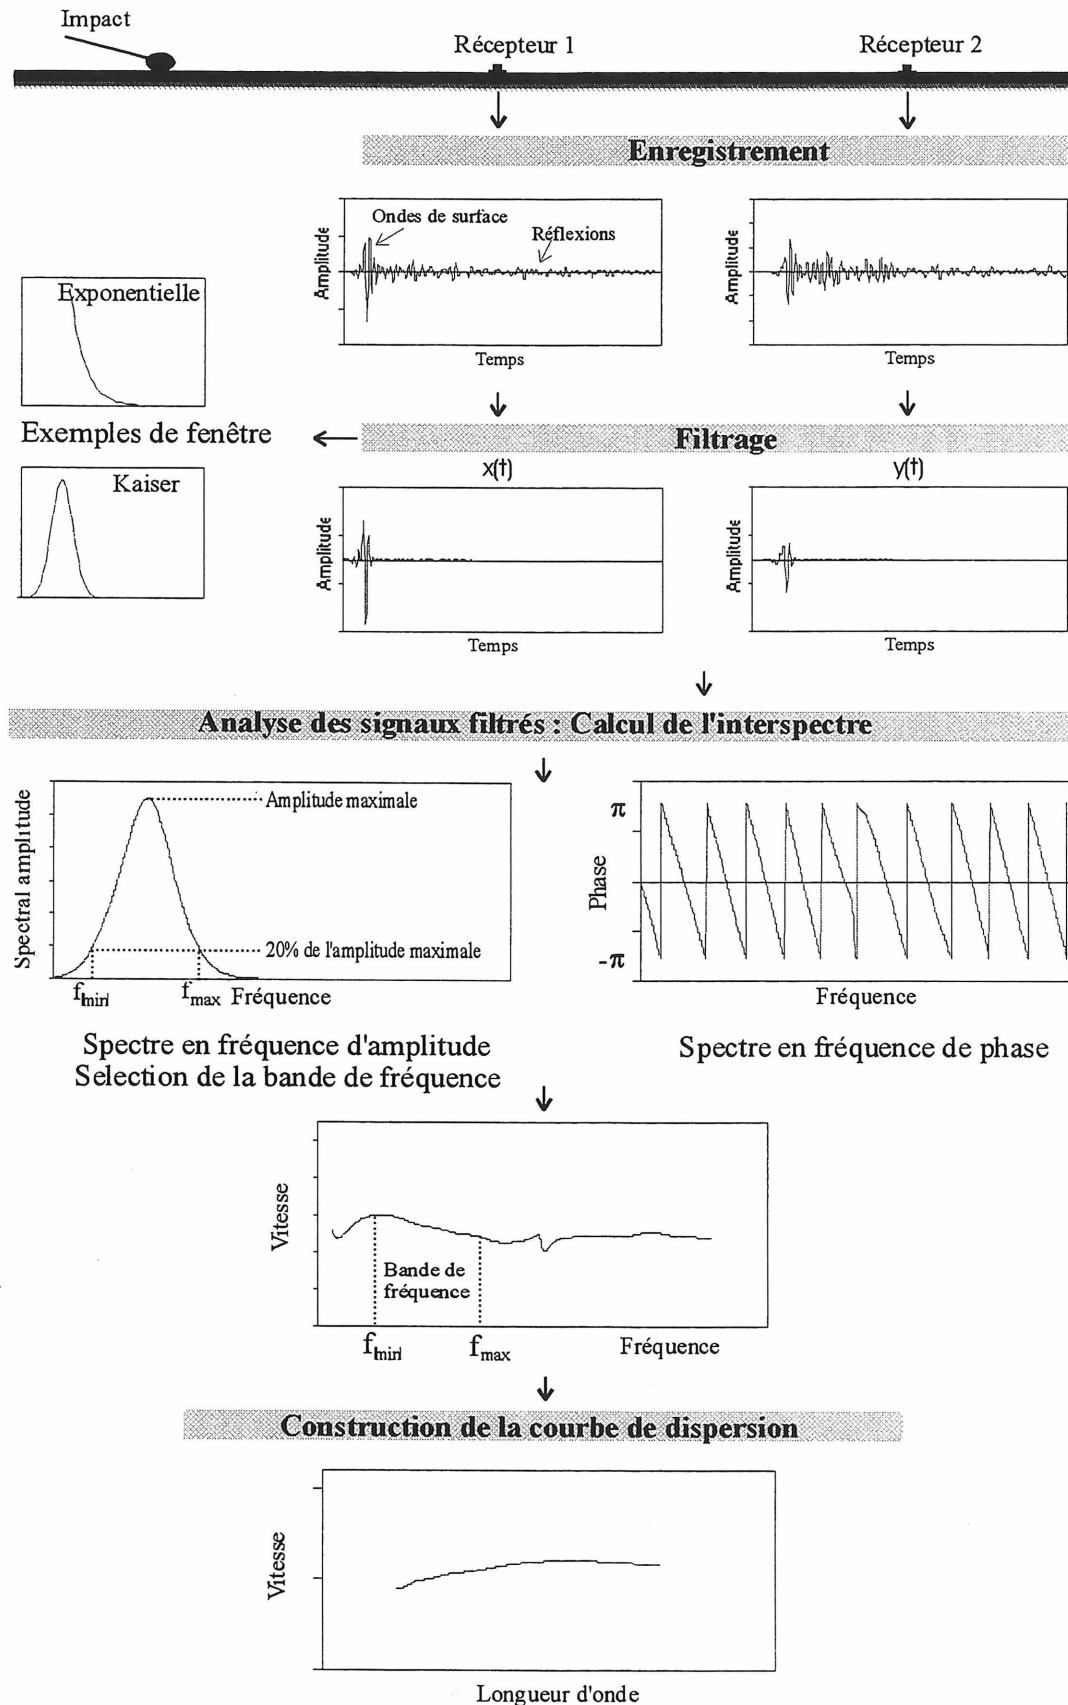 Impact
Récepteur 1
Récepteur 2
Enregistrement
Ondes de surface
Réflexions
Amplitude
Temps
Amplitude
Temps
Exponentielle
Exemples de fenêtre
Kaiser
Filtrage
x(t)
y(t)
Amplitude
Temps
Amplitude
Temps
Analyse des signaux filtrés : Calcul de l'interspectre
Spectral amplitude
Amplitude maximale
20% de l'amplitude maximale
fmin
fmax
Fréquence
π
Phase
-π
Fréquence
Spectre en fréquence d'amplitude
Selection de la bande de fréquence
Spectre en fréquence de phase
Vitesse
Bande de
fréquence
fmin
fmax
Fréquence
Construction de la courbe de dispersion
Vitesse
Longueur d'onde